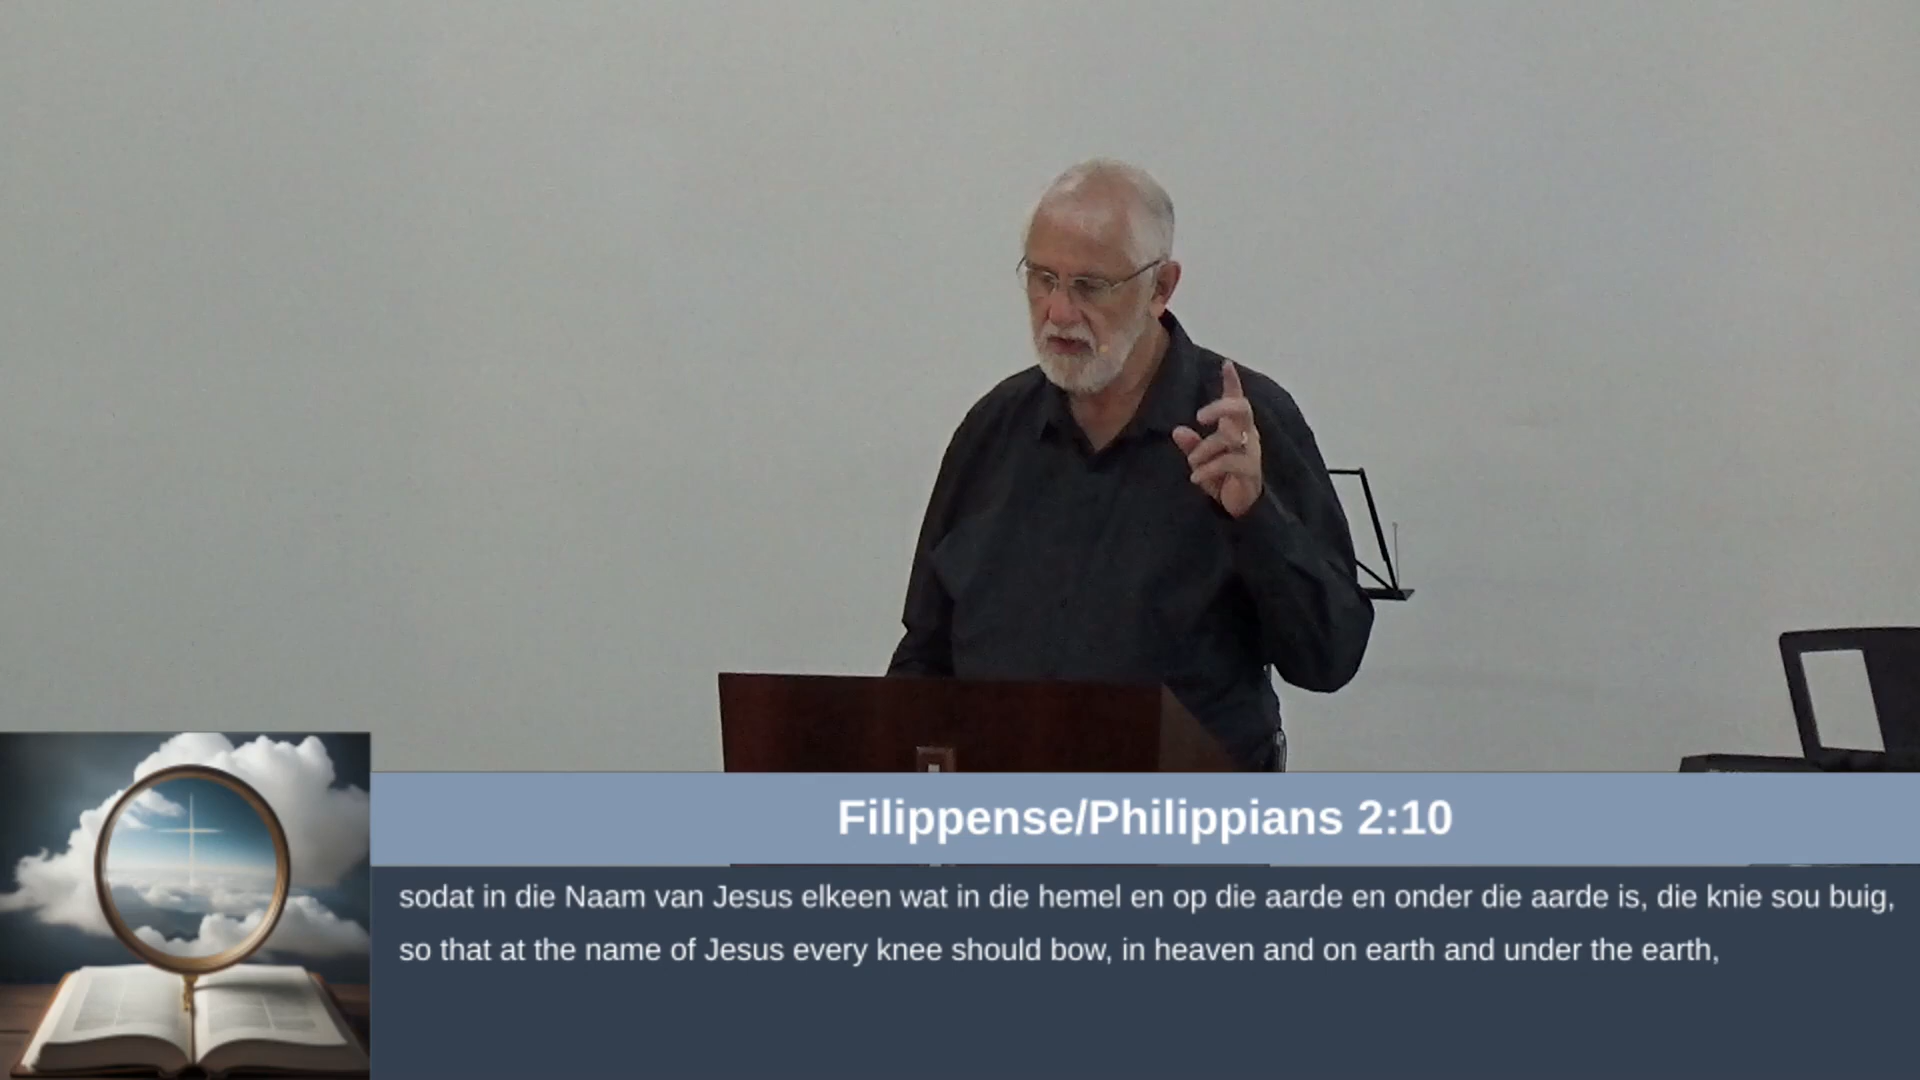 Filippense/Philippians 2:10
sodat in die Naam van Jesus elkeen wat in die hemel en op die aarde en onder die aarde is, die knie sou buig,
so that at the name of Jesus every knee should bow, in heaven and on earth and under the earth,